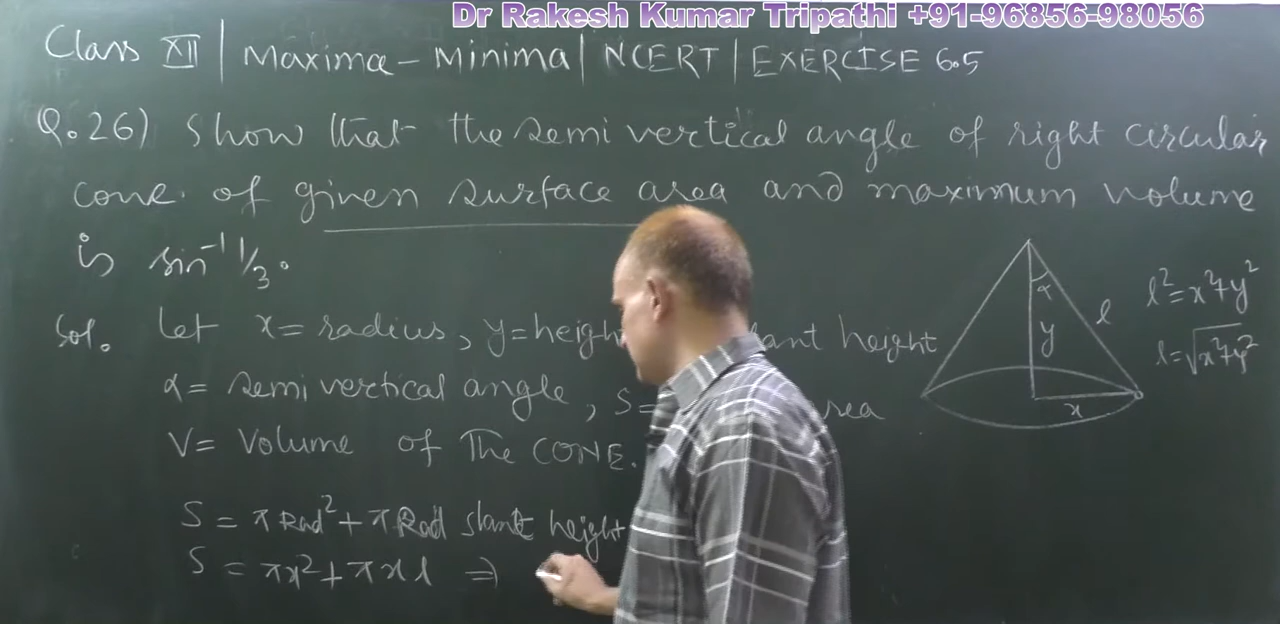 Dr Rakesh Kumar Tripathi +91-96856-98056
Class XII | Maxima - Minima | NCERT | EXERCISE 6.5
Q.26) Show that the semi vertical angle of right circular
cone. of given surface area and maximum volume
is sin⁻¹ 1/3.
Sol. Let x = radius, y = heigh height
α = semi vertical angle, S =
V = Volume of The CONE.
S = π Rad² + π Rad slant height
S = πx² + πxl ⇒
α
y
l
x
l² = x² + y²
l = √x² + y²